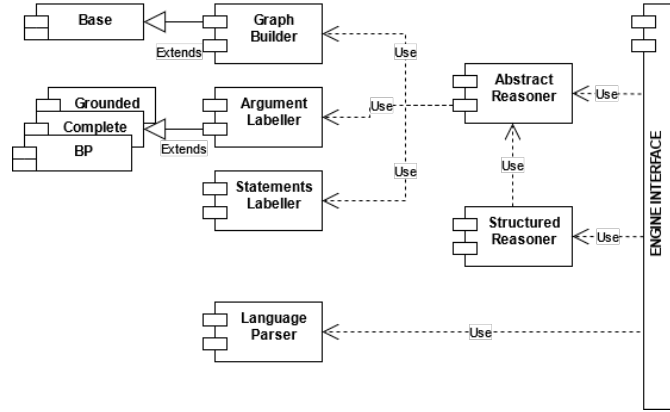 Base
Graph
Builder
Extends
Use
Grounded
Complete
BP
Argument
Labeller
Extends
Use
Abstract
Reasoner
Use
Use
Statements
Labeller
Use
Structured
Reasoner
Use
Language
Parser
Use
ENGINE INTERFACE